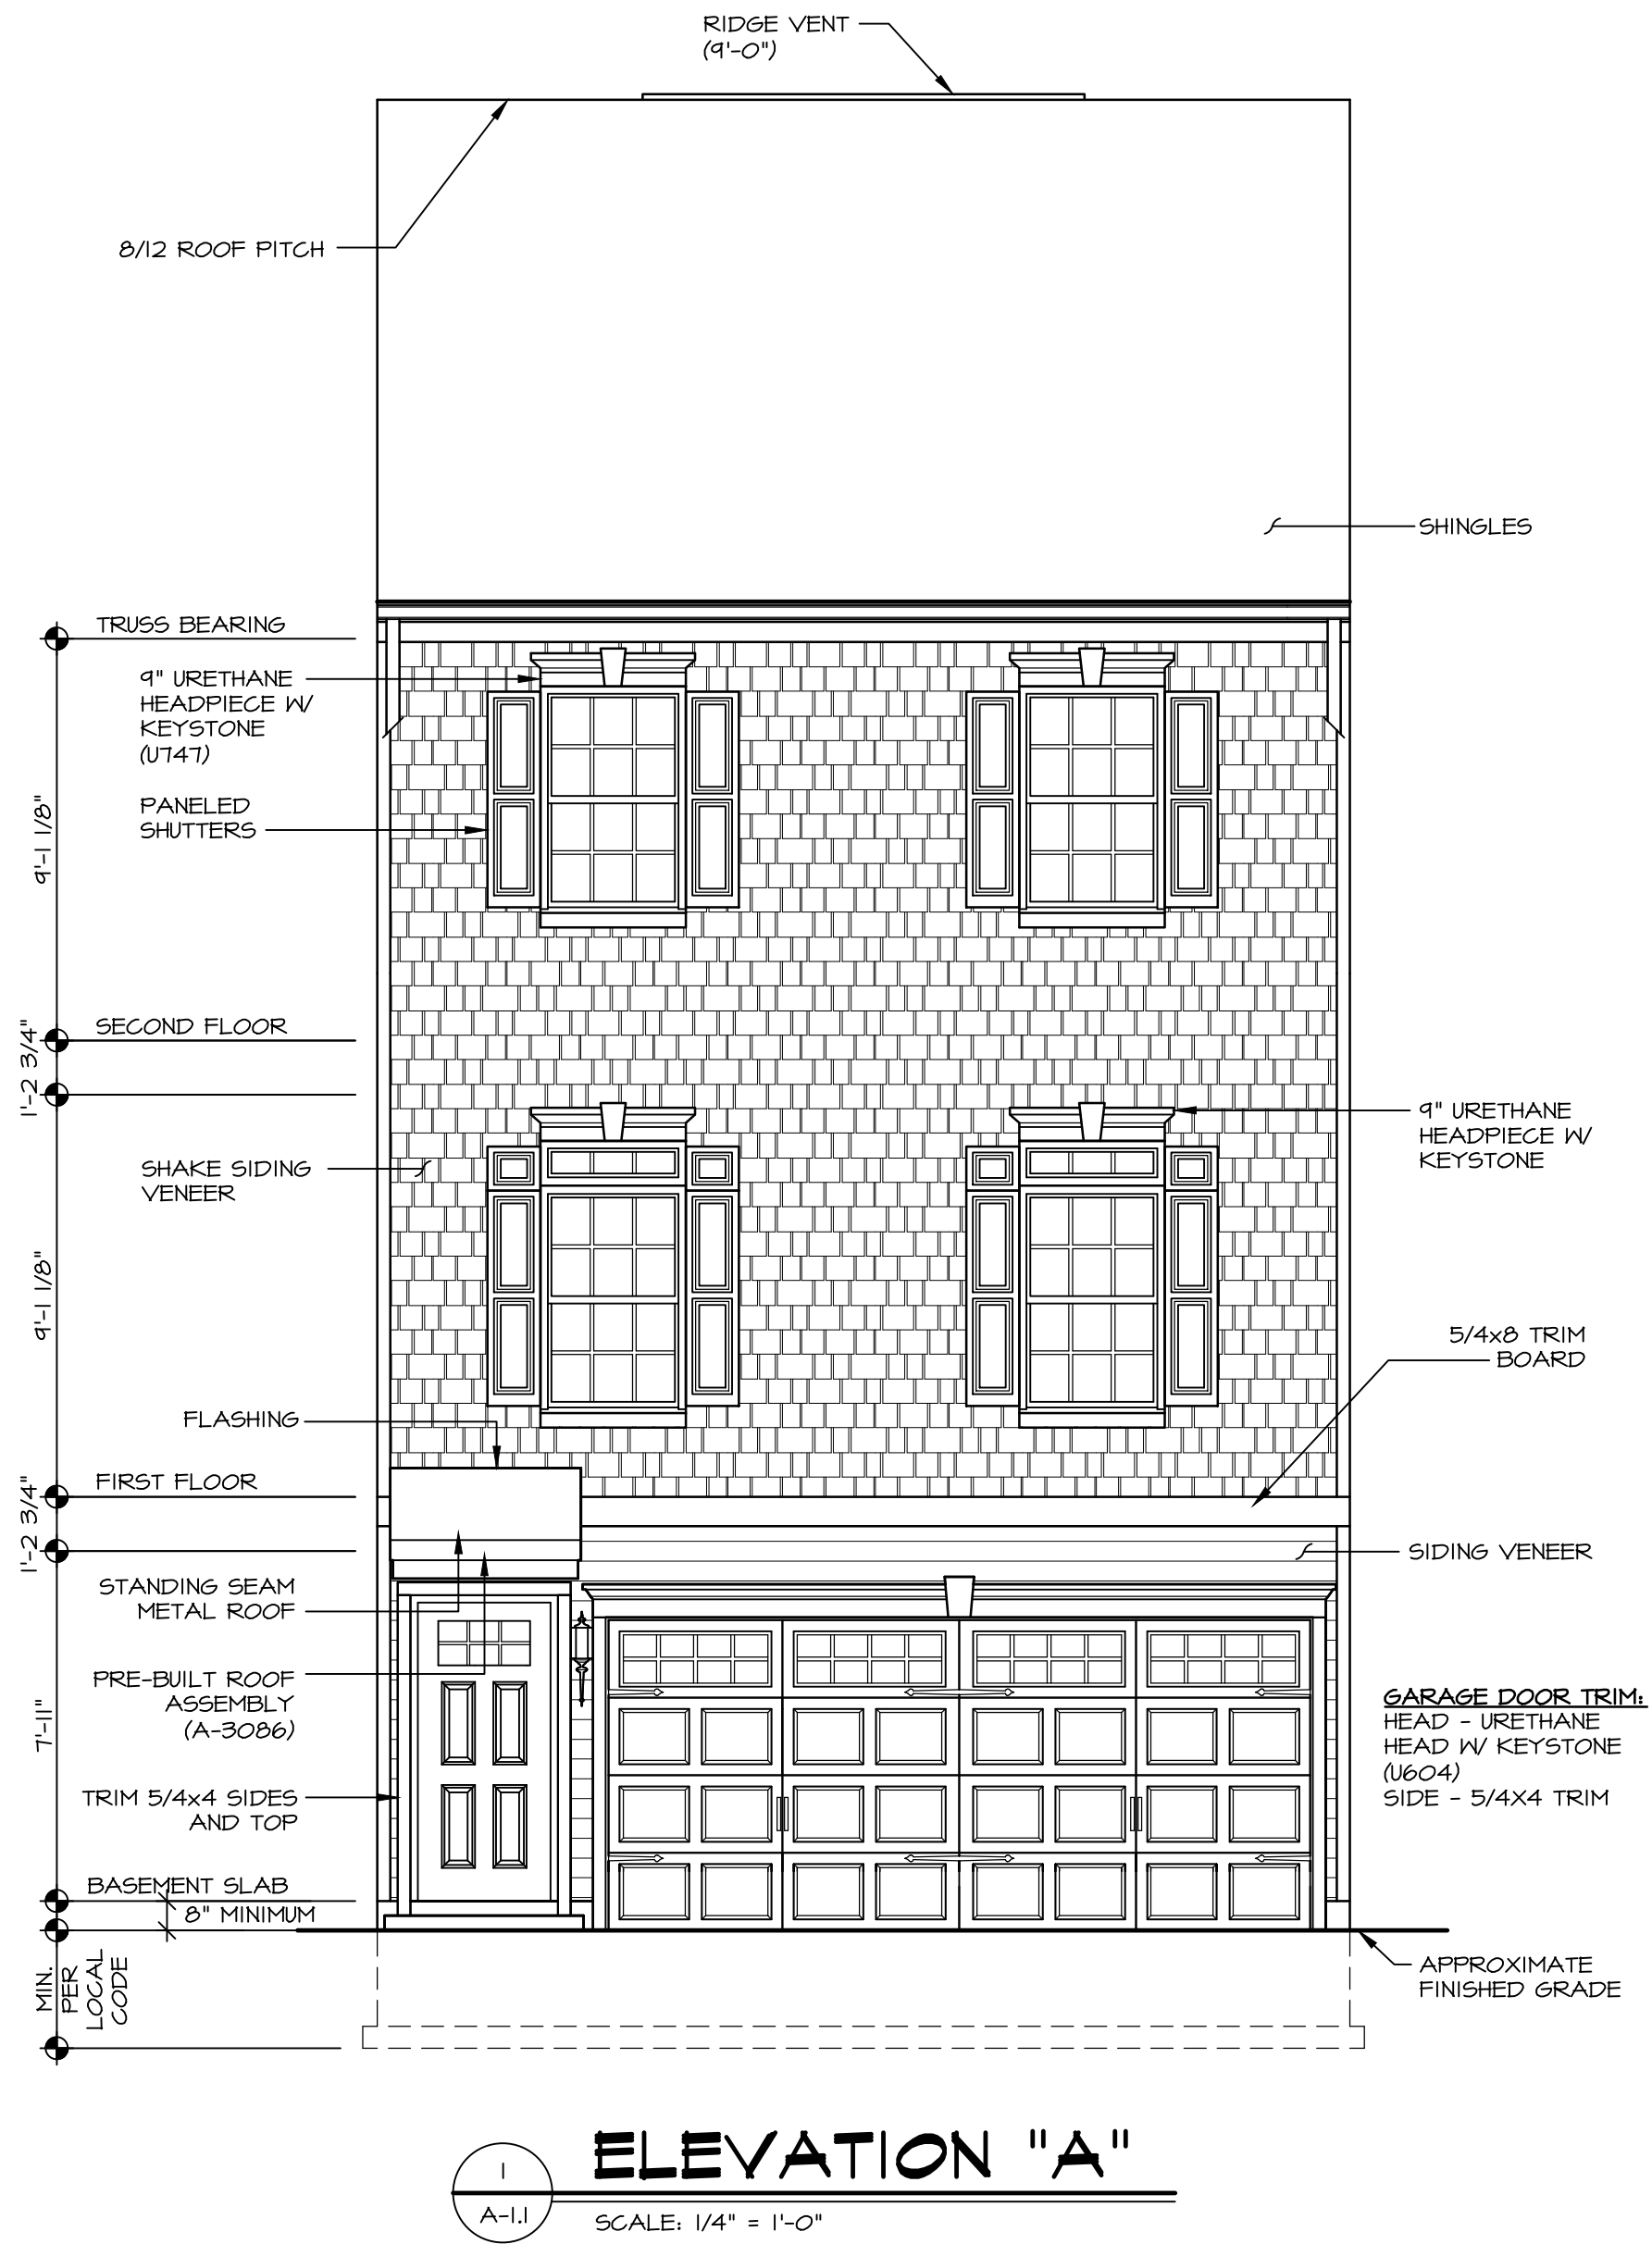 RIDGE VENT
(9'-0")
8/12 ROOF PITCH
SHINGLES
TRUSS BEARING
9" URETHANE
HEADPIECE W/
KEYSTONE
(U747)
PANELED
SHUTTERS
9'-1 1/8"
SECOND FLOOR
1'-2 3/4"
9" URETHANE
HEADPIECE W/
KEYSTONE
SHAKE SIDING
VENEER
9'-1 1/8"
5/4x8 TRIM
BOARD
FLASHING
FIRST FLOOR
1'-2 3/4"
SIDING VENEER
STANDING SEAM
METAL ROOF
PRE-BUILT ROOF
ASSEMBLY
(A-3086)
7'-11"
GARAGE DOOR TRIM:
HEAD - URETHANE
HEAD W/ KEYSTONE
(U604)
SIDE - 5/4X4 TRIM
TRIM 5/4x4 SIDES
AND TOP
BASEMENT SLAB
8" MINIMUM
MIN.
PER
LOCAL
CODE
APPROXIMATE
FINISHED GRADE
1
A-1.1
ELEVATION "A"
SCALE: 1/4" = 1'-0"